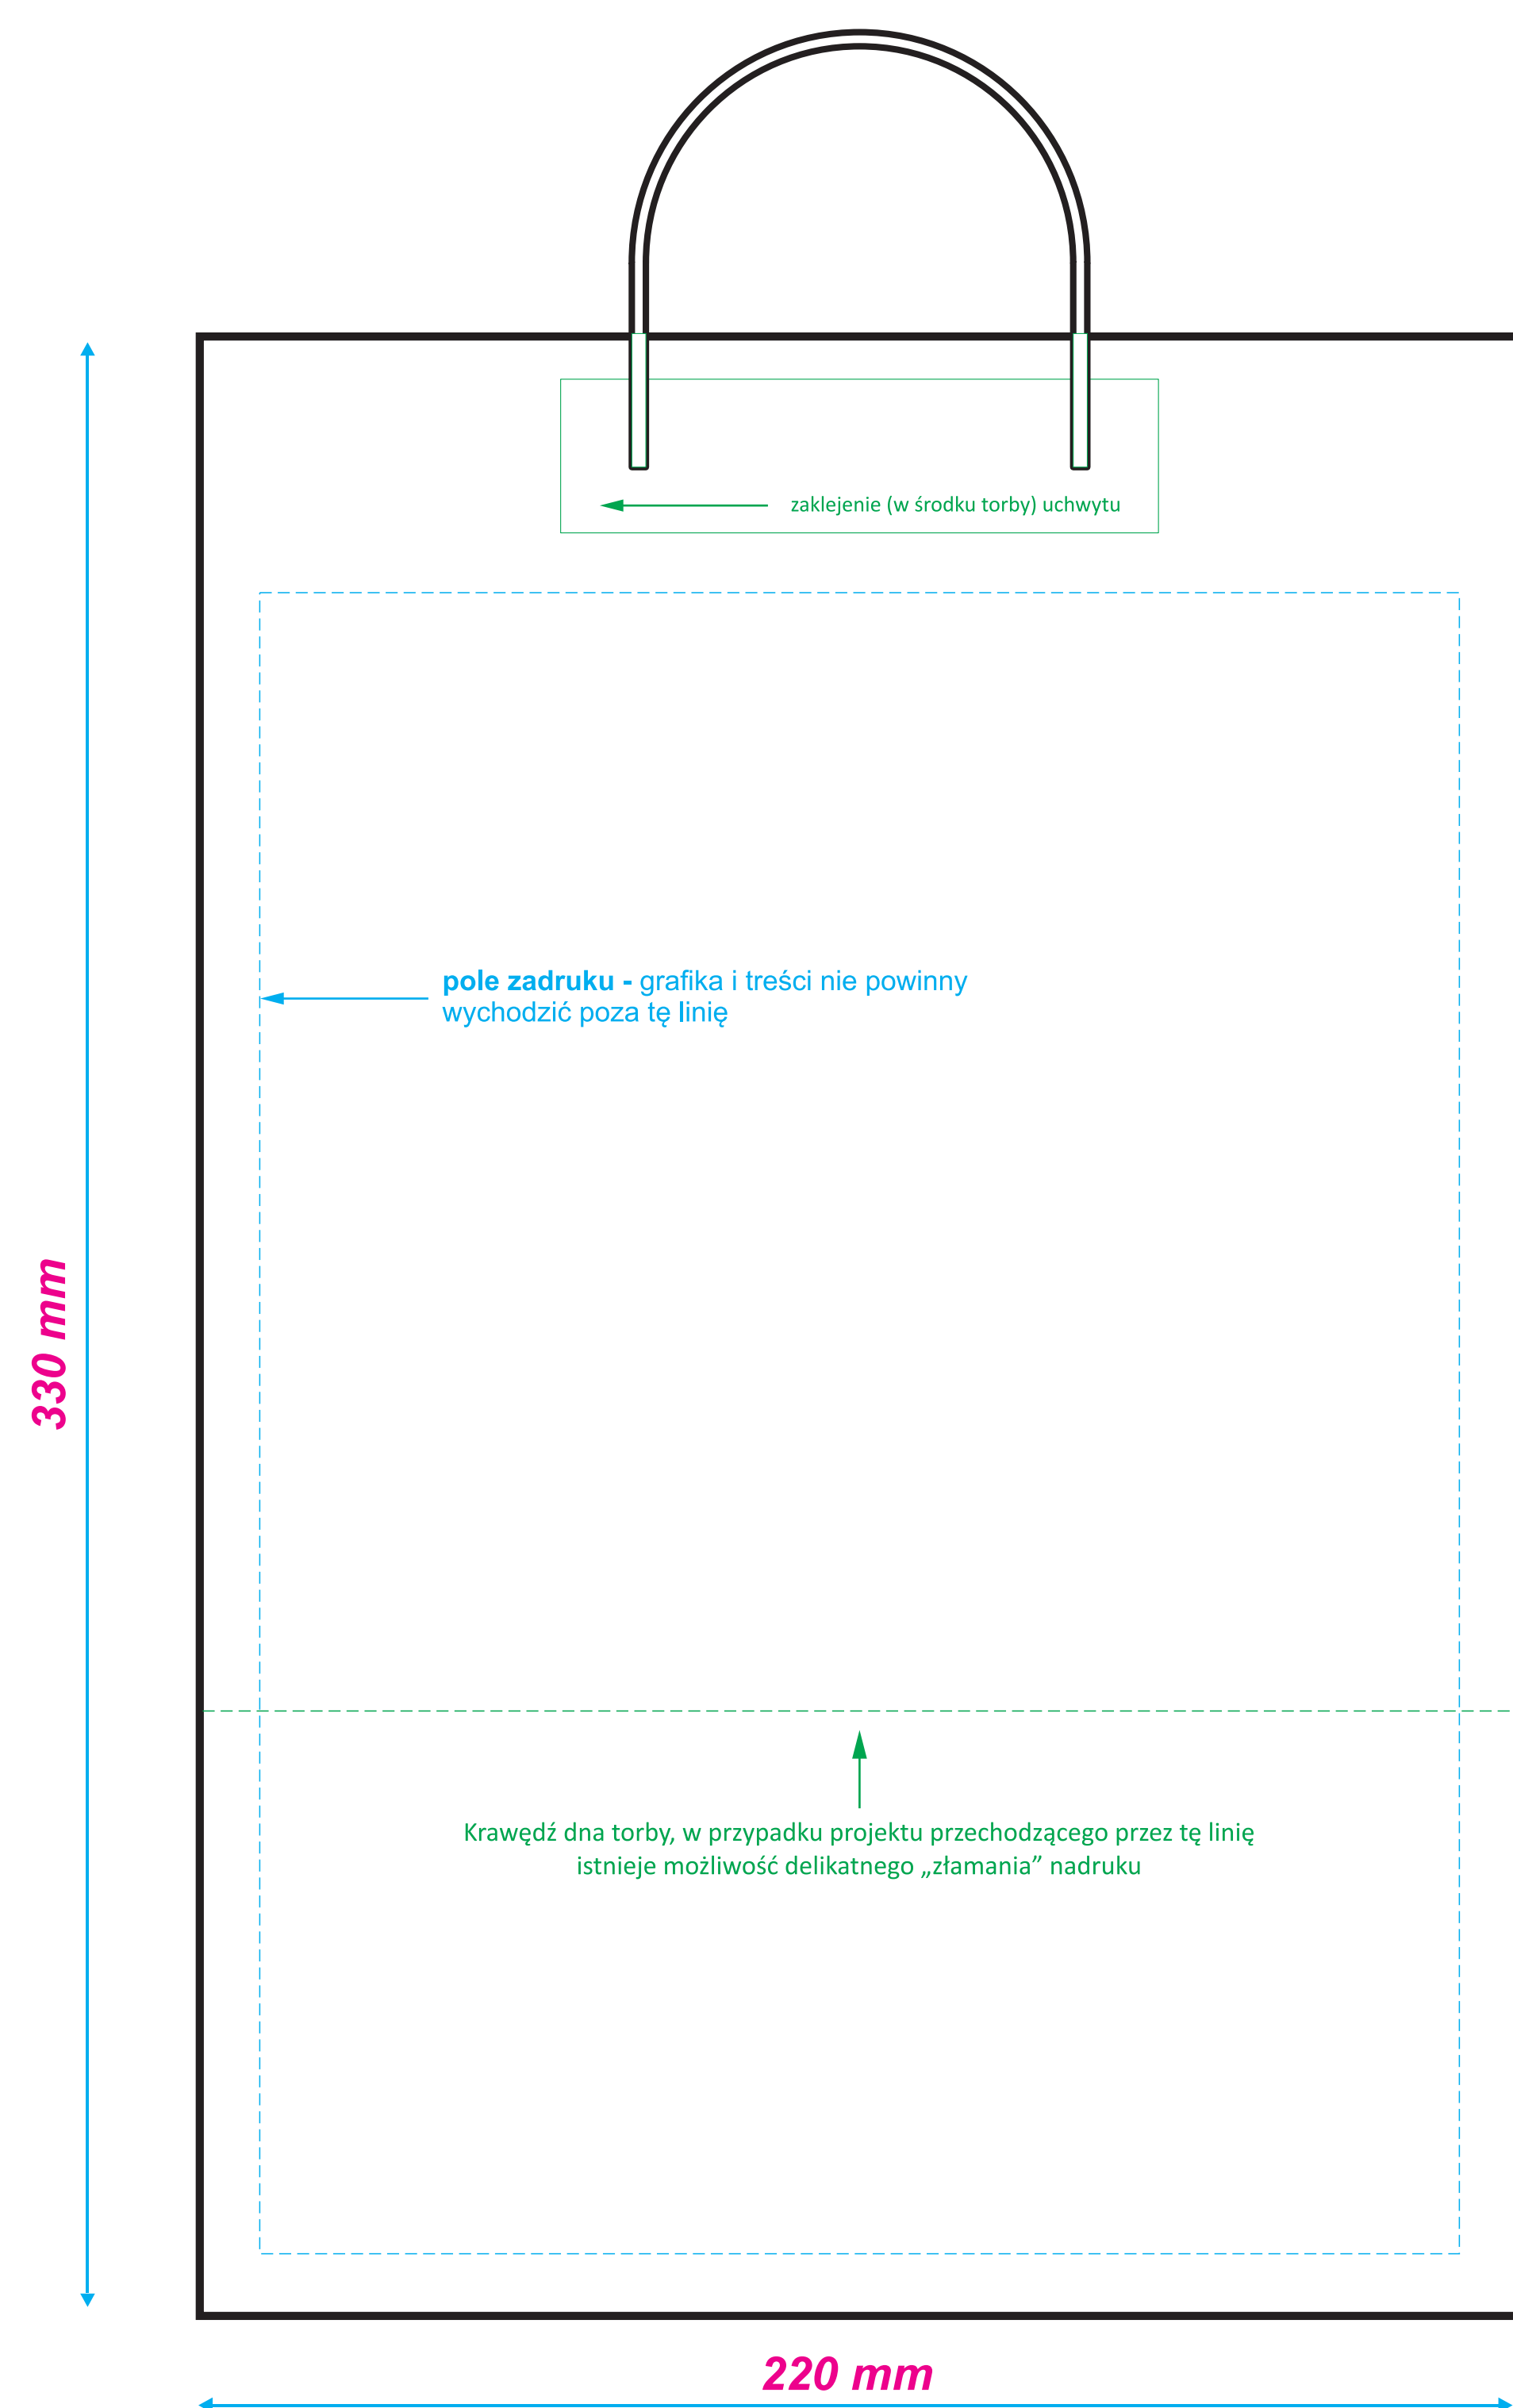 zaklejenie (w środku torby) uchwytu
pole zadruku - grafika i treści nie powinny
wychodzić poza tę linię
330 mm
Krawędź dna torby, w przypadku projektu przechodzącego przez tę linię
istnieje możliwość delikatnego „złamania” nadruku
220 mm